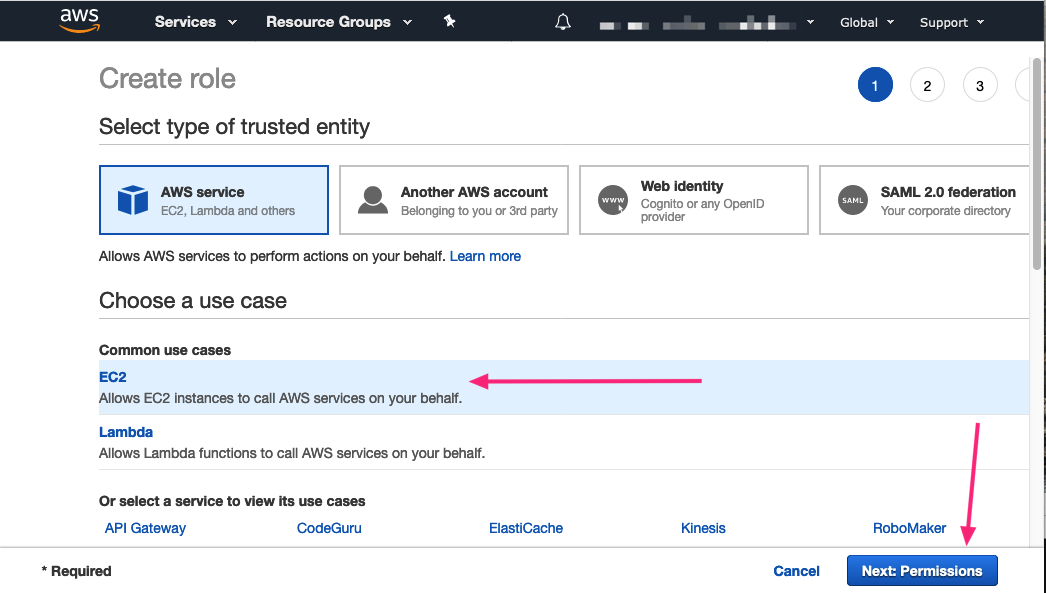 aws Services Resource Groups Global Support
Create role
1 2 3
Select type of trusted entity
AWS service
EC2, Lambda and others
Another AWS account
Belonging to you or 3rd party
WWW
Web identity
Cognito or any OpenID
provider
SAML
SAML 2.0 federation
Your corporate directory
Allows AWS services to perform actions on your behalf. Learn more
Choose a use case
Common use cases
EC2
Allows EC2 instances to call AWS services on your behalf.
Lambda
Allows Lambda functions to call AWS services on your behalf.
Or select a service to view its use cases
API Gateway CodeGuru ElastiCache Kinesis RoboMaker
* Required Cancel Next: Permissions